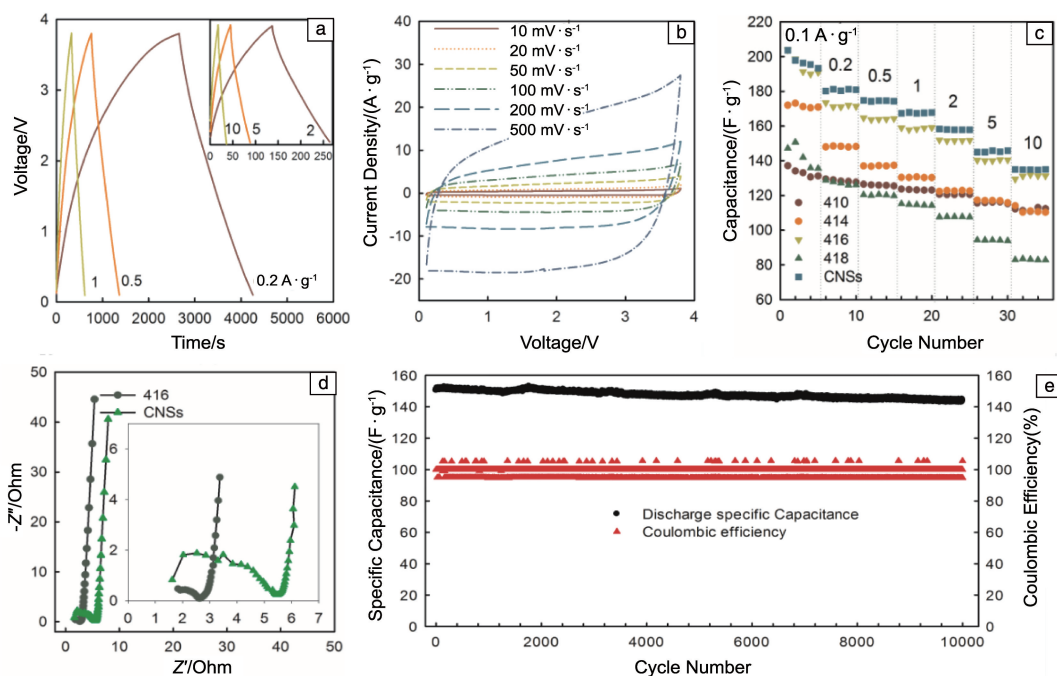 a
4
3
2
1
0
Voltage/V
0 1000 2000 3000 4000 5000 6000
Time/s
1
0.5
0.2 A·g⁻¹
10
5
2
0 50 100 150 200 250
b
40
30
20
10
0
-10
-20
Current Density/(A·g⁻¹)
10 mV·s⁻¹
20 mV·s⁻¹
50 mV·s⁻¹
100 mV·s⁻¹
200 mV·s⁻¹
500 mV·s⁻¹
0 1 2 3 4
Voltage/V
c
220
200
180
160
140
120
100
80
60
Capacitance/(F·g⁻¹)
0.1 A·g⁻¹
0.2
0.5
1
2
5
10
410
414
416
418
CNSs
0 10 20 30
Cycle Number
d
50
40
30
20
10
0
-Z″/Ohm
416
CNSs
6
4
2
0
0 1 2 3 4 5 6 7
0 10 20 30 40 50
Z′/Ohm
e
160
140
120
100
80
60
40
20
0
Specific Capacitance/(F·g⁻¹)
Discharge specific Capacitance
Coulombic efficiency
160
140
120
100
80
60
40
20
0
Coulombic Efficiency(%)
0 2000 4000 6000 8000 10000
Cycle Number